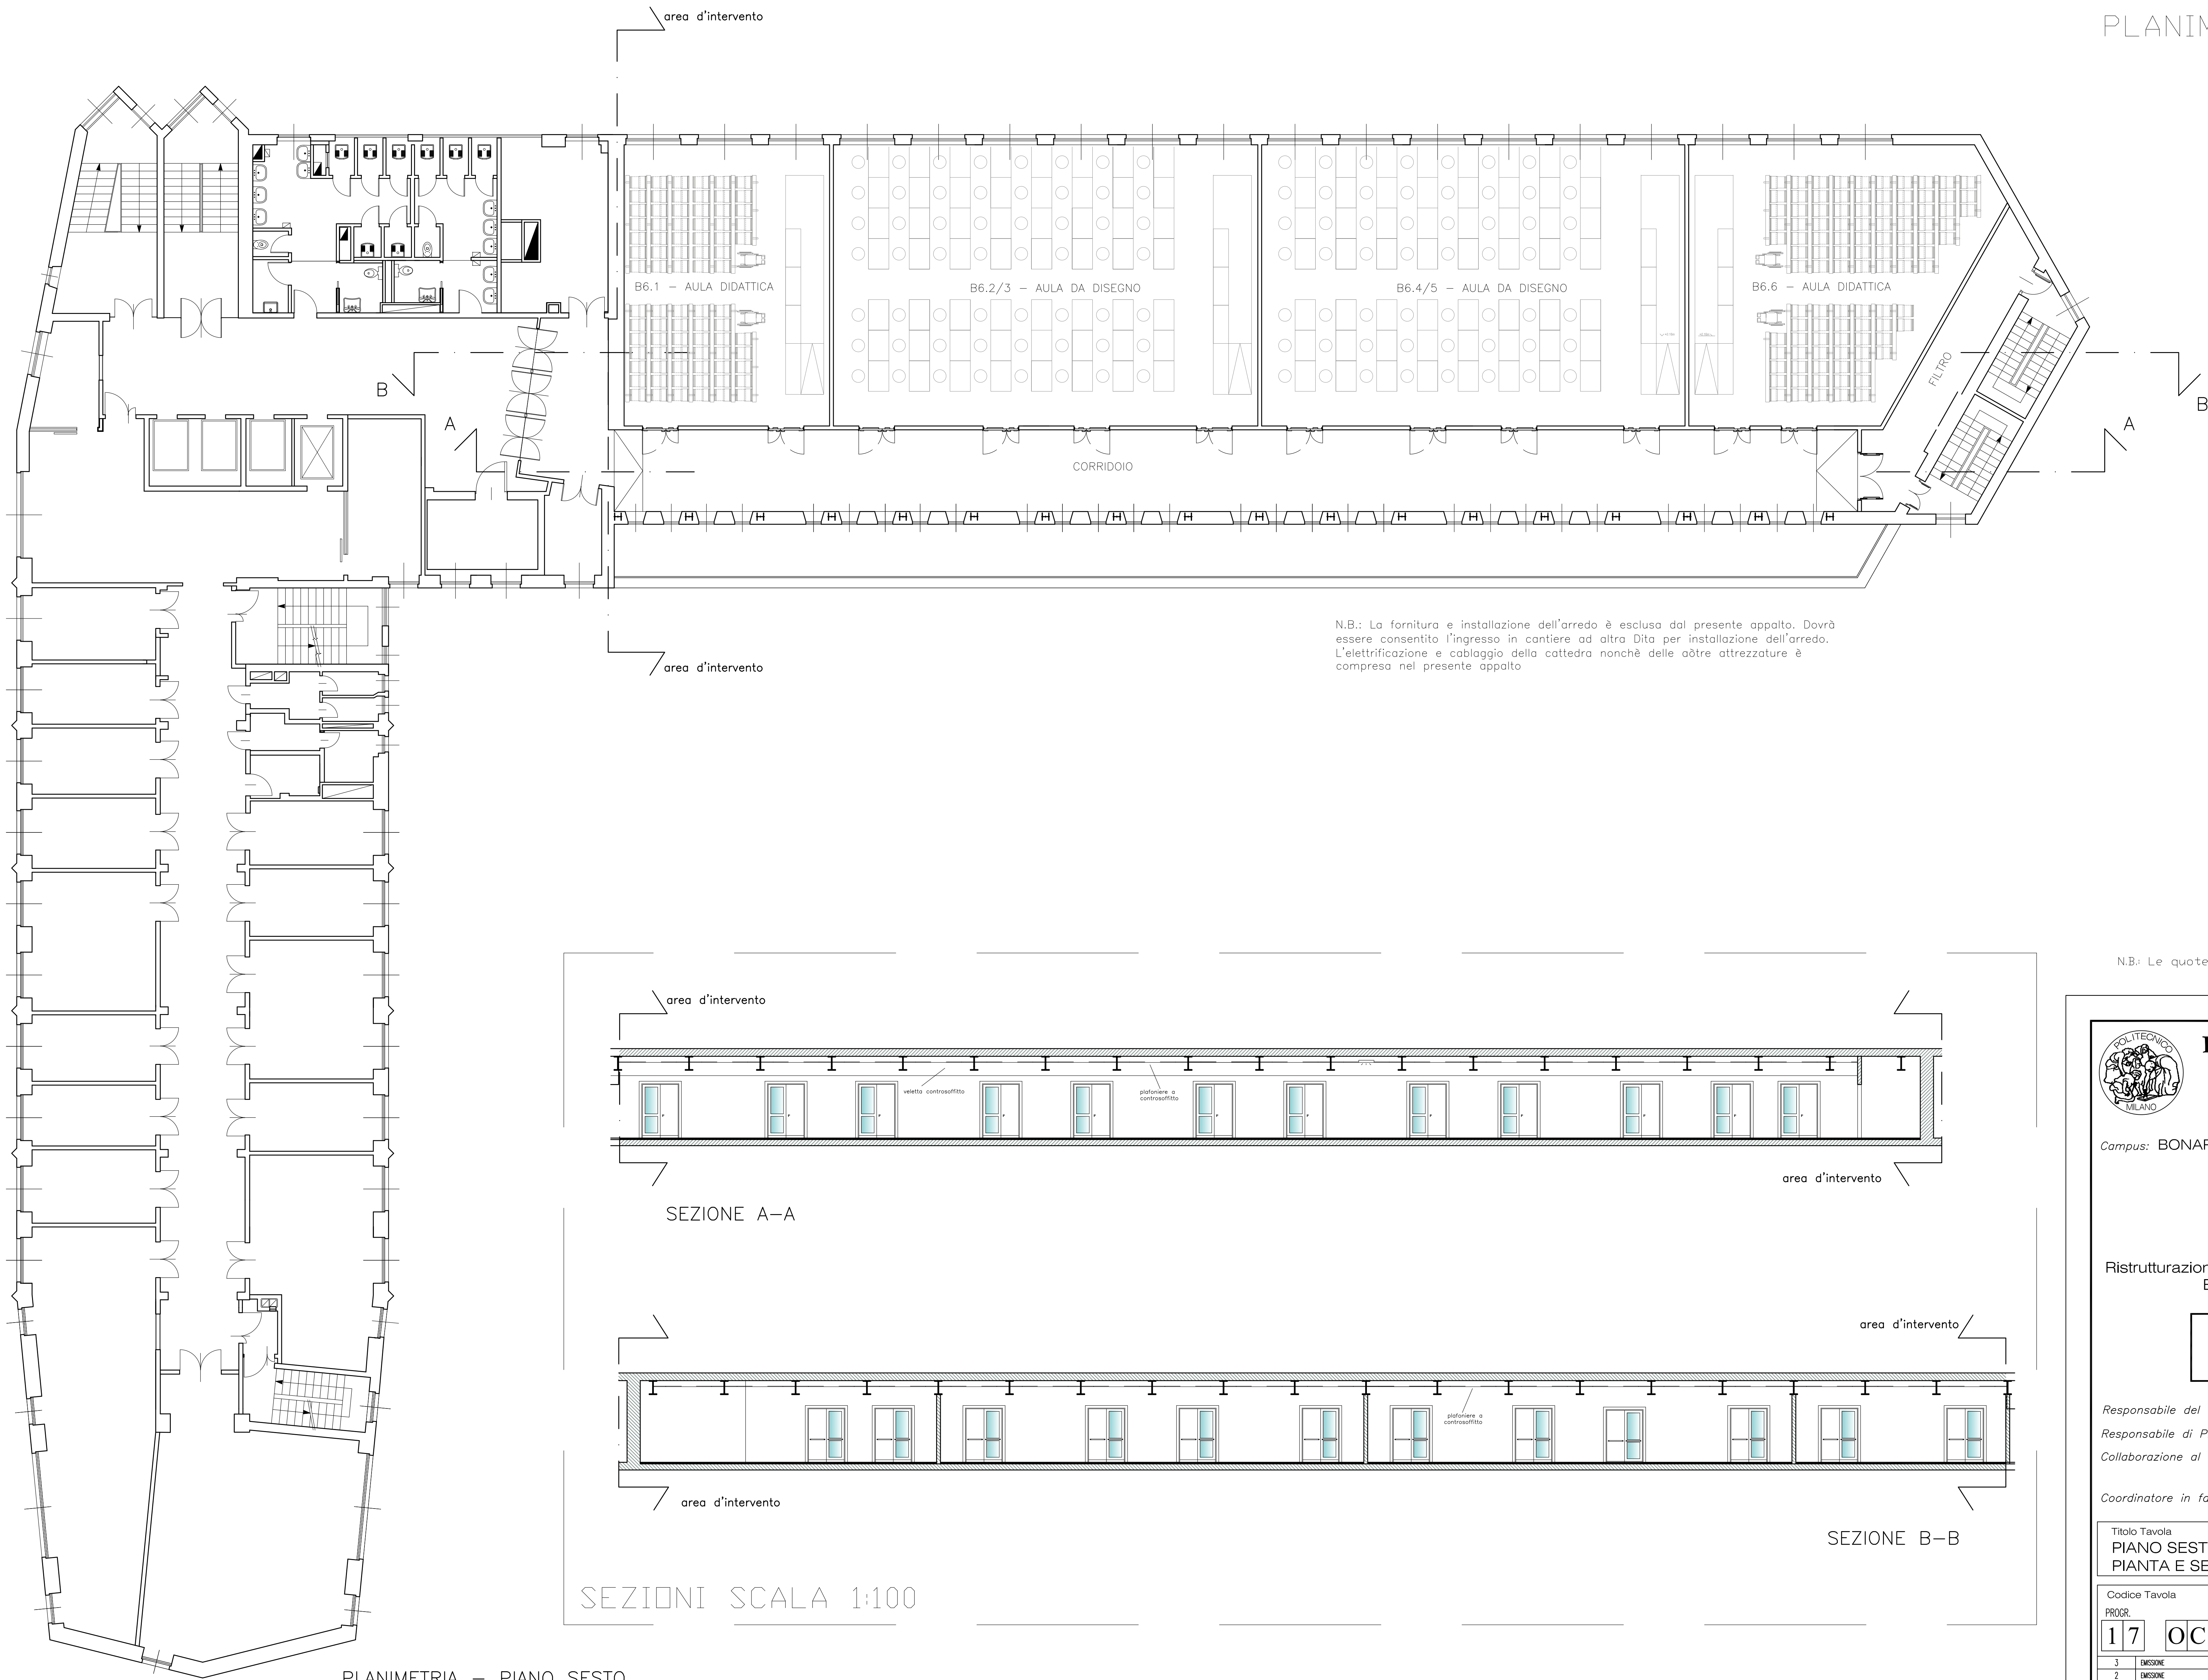 area d'intervento
PLANIM
B6.1 - AULA DIDATTICA
B6.2/3 - AULA DA DISEGNO
B6.4/5 - AULA DA DISEGNO
B6.6 - AULA DIDATTICA
FILTRO
B
B
A
A
CORRIDOIO
N.B.: La fornitura e installazione dell'arredo è esclusa dal presente appalto. Dovrà
essere consentito l'ingresso in cantiere ad altra Dita per installazione dell'arredo.
L'elettrificazione e cablaggio della cattedra nonchè delle aòtre attrezzature è
compresa nel presente appalto
area d'intervento
N.B.: Le quote
area d'intervento
veletta controsoffitto
plafoniere a
controsoffitto
area d'intervento
SEZIONE A-A
area d'intervento
plafoniere a
controsoffitto
area d'intervento
SEZIONE B-B
SEZIONI SCALA 1:100
PLANIMETRIA - PIANO SESTO
POLITECNICO
MILANO
Campus: BONAR
Ristrutturazion
Responsabile del
Responsabile di P
Collaborazione al
Coordinatore in fa
Titolo Tavola
PIANO SEST
PIANTA E SE
Codice Tavola
PROGR.
1 7 O C
3 EMISSIONE
2 EMISSIONE